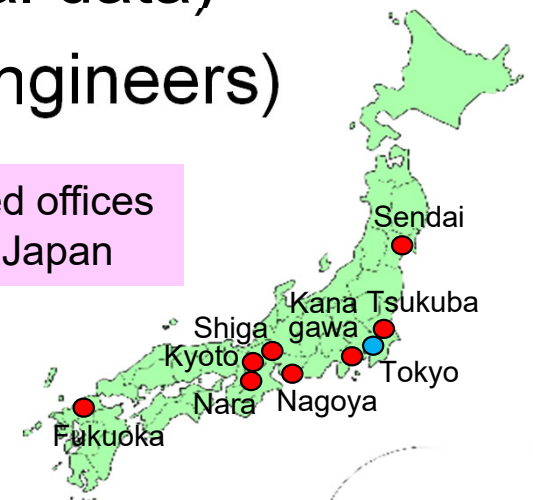 ngineers)
ed offices
Japan
Sendai
Kana Tsukuba
gawa
Shiga
Kyoto
Tokyo
Nara Nagoya
Fukuoka